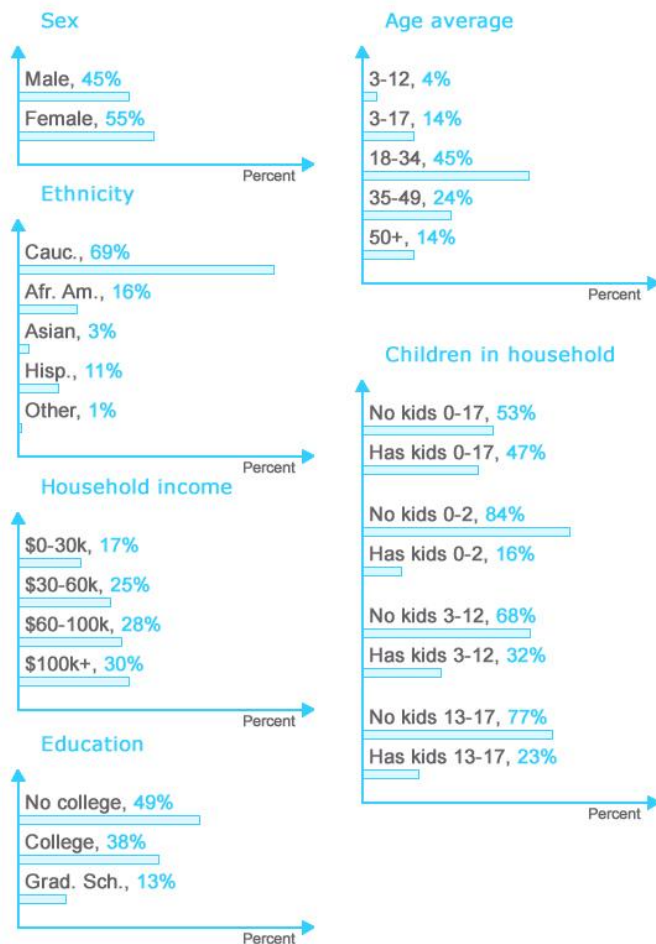 Sex
Male, 45%
Female, 55%
Percent
Ethnicity
Cauc., 69%
Afr. Am., 16%
Asian, 3%
Hisp., 11%
Other, 1%
Percent
Household income
$0-30k, 17%
$30-60k, 25%
$60-100k, 28%
$100k+, 30%
Percent
Education
No college, 49%
College, 38%
Grad. Sch., 13%
Percent
Age average
3-12, 4%
3-17, 14%
18-34, 45%
35-49, 24%
50+, 14%
Percent
Children in household
No kids 0-17, 53%
Has kids 0-17, 47%
No kids 0-2, 84%
Has kids 0-2, 16%
No kids 3-12, 68%
Has kids 3-12, 32%
No kids 13-17, 77%
Has kids 13-17, 23%
Percent